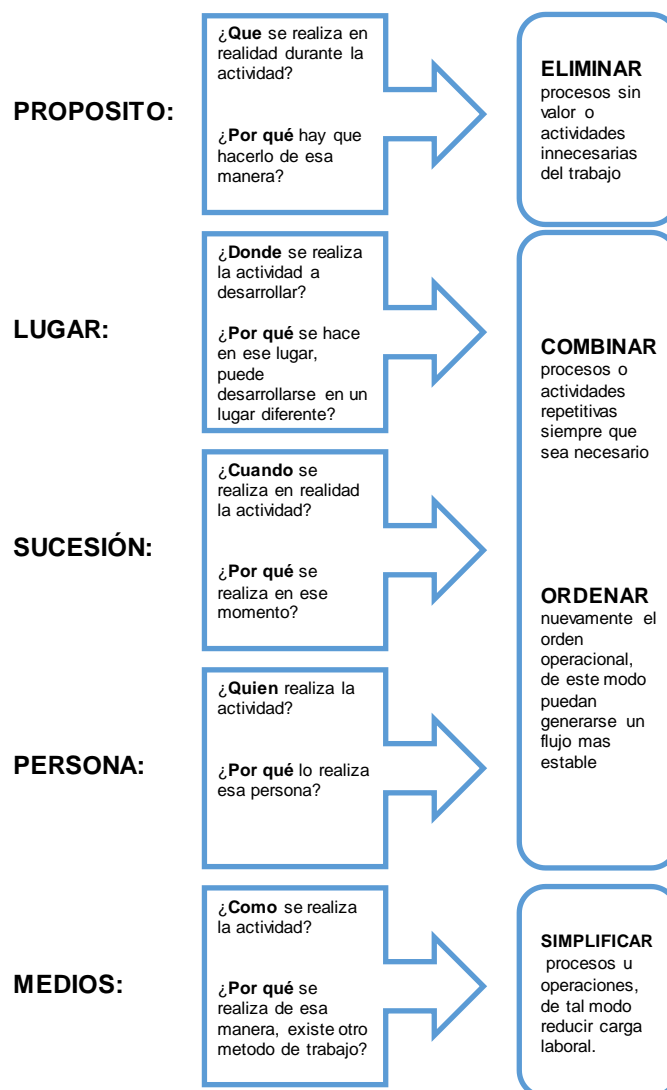 PROPOSITO:
¿Que se realiza en
realidad durante la
actividad?
¿Por qué hay que
hacerlo de esa
manera?
ELIMINAR
procesos sin
valor o
actividades
innecesarias
del trabajo
LUGAR:
¿Donde se realiza
la actividad a
desarrollar?
¿Por qué se hace
en ese lugar,
puede
desarrollarse en un
lugar diferente?
COMBINAR
procesos o
actividades
repetitivas
siempre que
sea necesario
SUCESIÓN:
¿Cuando se
realiza en realidad
la actividad?
¿Por qué se
realiza en ese
momento?
ORDENAR
nuevamente el
orden
operacional,
de este modo
puedan
generarse un
flujo mas
estable
PERSONA:
¿Quien realiza la
actividad?
¿Por qué lo realiza
esa persona?
MEDIOS:
¿Como se realiza
la actividad?
¿Por qué se
realiza de esa
manera, existe otro
metodo de trabajo?
SIMPLIFICAR
procesos u
operaciones,
de tal modo
reducir carga
laboral.